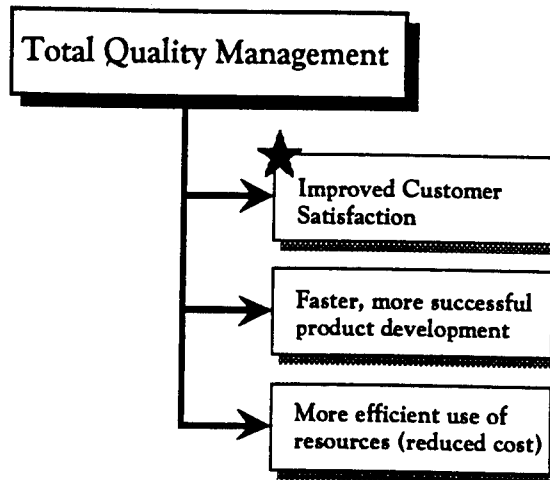 Total Quality Management
Improved Customer
Satisfaction
Faster, more successful
product development
More efficient use of
resources (reduced cost)